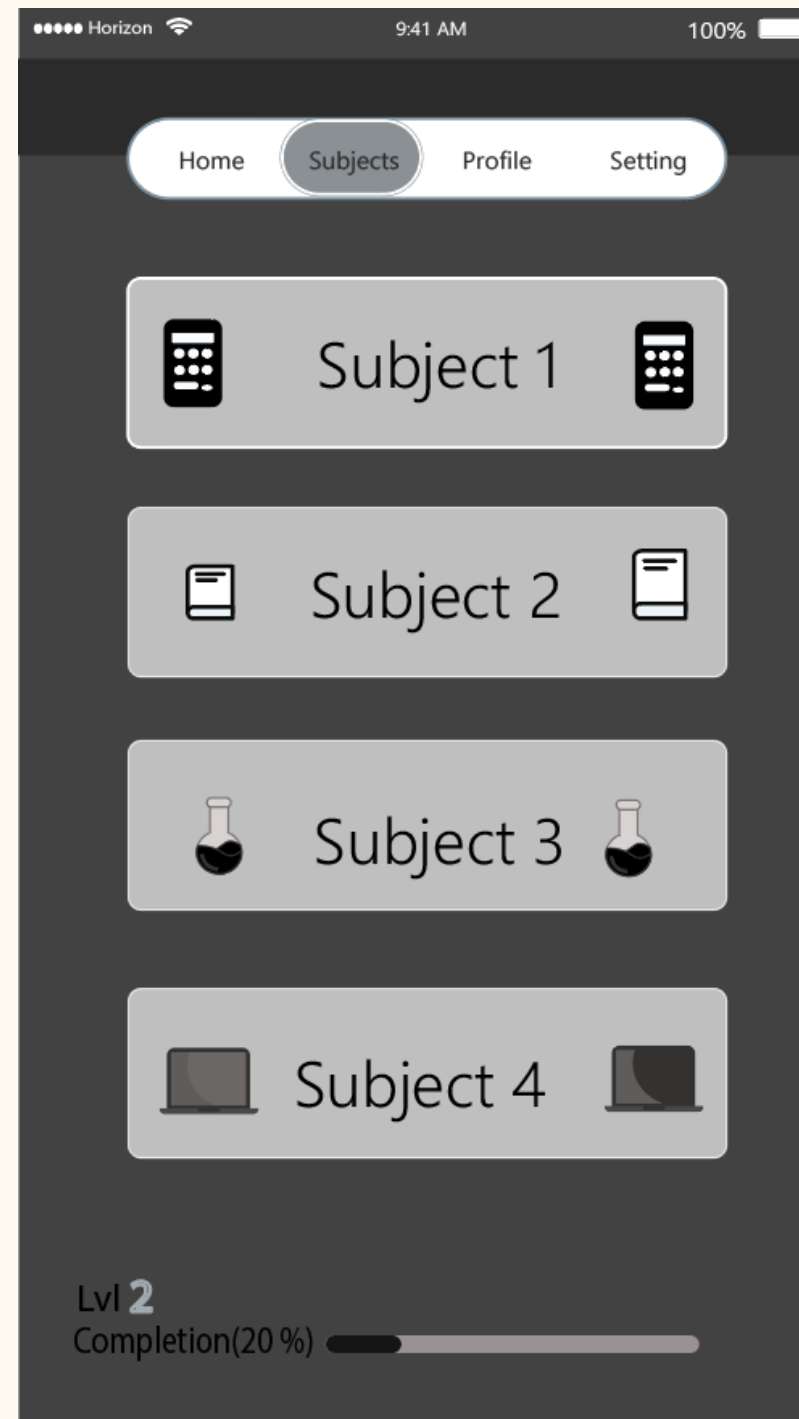 Horizon 9:41 AM 100%
Home Subjects Profile Setting
Subject 1
Subject 2
Subject 3
Subject 4
Lvl 2
Completion(20 %)